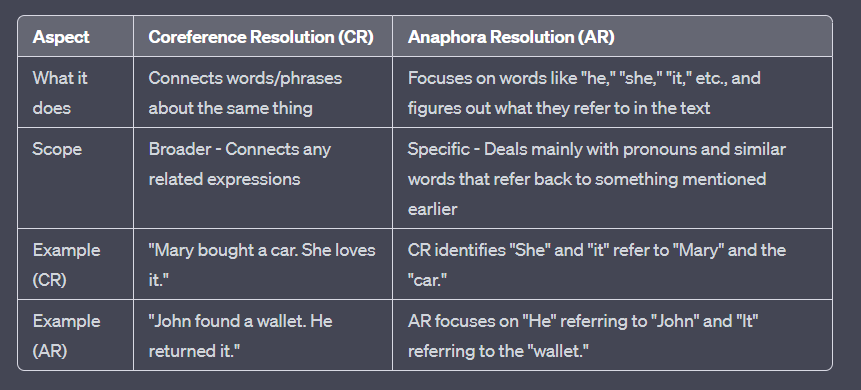 Aspect Coreference Resolution (CR) Anaphora Resolution (AR)
What it does Connects words/phrases about the same thing Focuses on words like "he," "she," "it," etc., and figures out what they refer to in the text
Scope Broader - Connects any related expressions Specific - Deals mainly with pronouns and similar words that refer back to something mentioned earlier
Example (CR) "Mary bought a car. She loves it." CR identifies "She" and "it" refer to "Mary" and the "car."
Example (AR) "John found a wallet. He returned it." AR focuses on "He" referring to "John" and "It" referring to the "wallet."